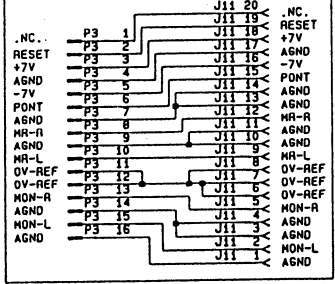 .NC. P3 1
RESET P3 2
+7V P3 3
AGND P3 4
-7V P3 5
PONT P3 6
AGND P3 7
MR-R P3 8
AGND P3 9
MR-L P3 10
OV-REF P3 11
OV-REF P3 12
MON-R P3 13
AGND P3 14
MON-L P3 15
AGND P3 16
J11 20 .NC.
J11 19 RESET
J11 18 +7V
J11 17 AGND
J11 16 -7V
J11 15 PONT
J11 14 AGND
J11 13 AGND
J11 12 MR-R
J11 11 AGND
J11 10 AGND
J11 9 MR-L
J11 8 OV-REF
J11 7 OV-REF
J11 6 OV-REF
J11 5 MON-R
J11 4 AGND
J11 3 AGND
J11 2 MON-L
J11 1 AGND